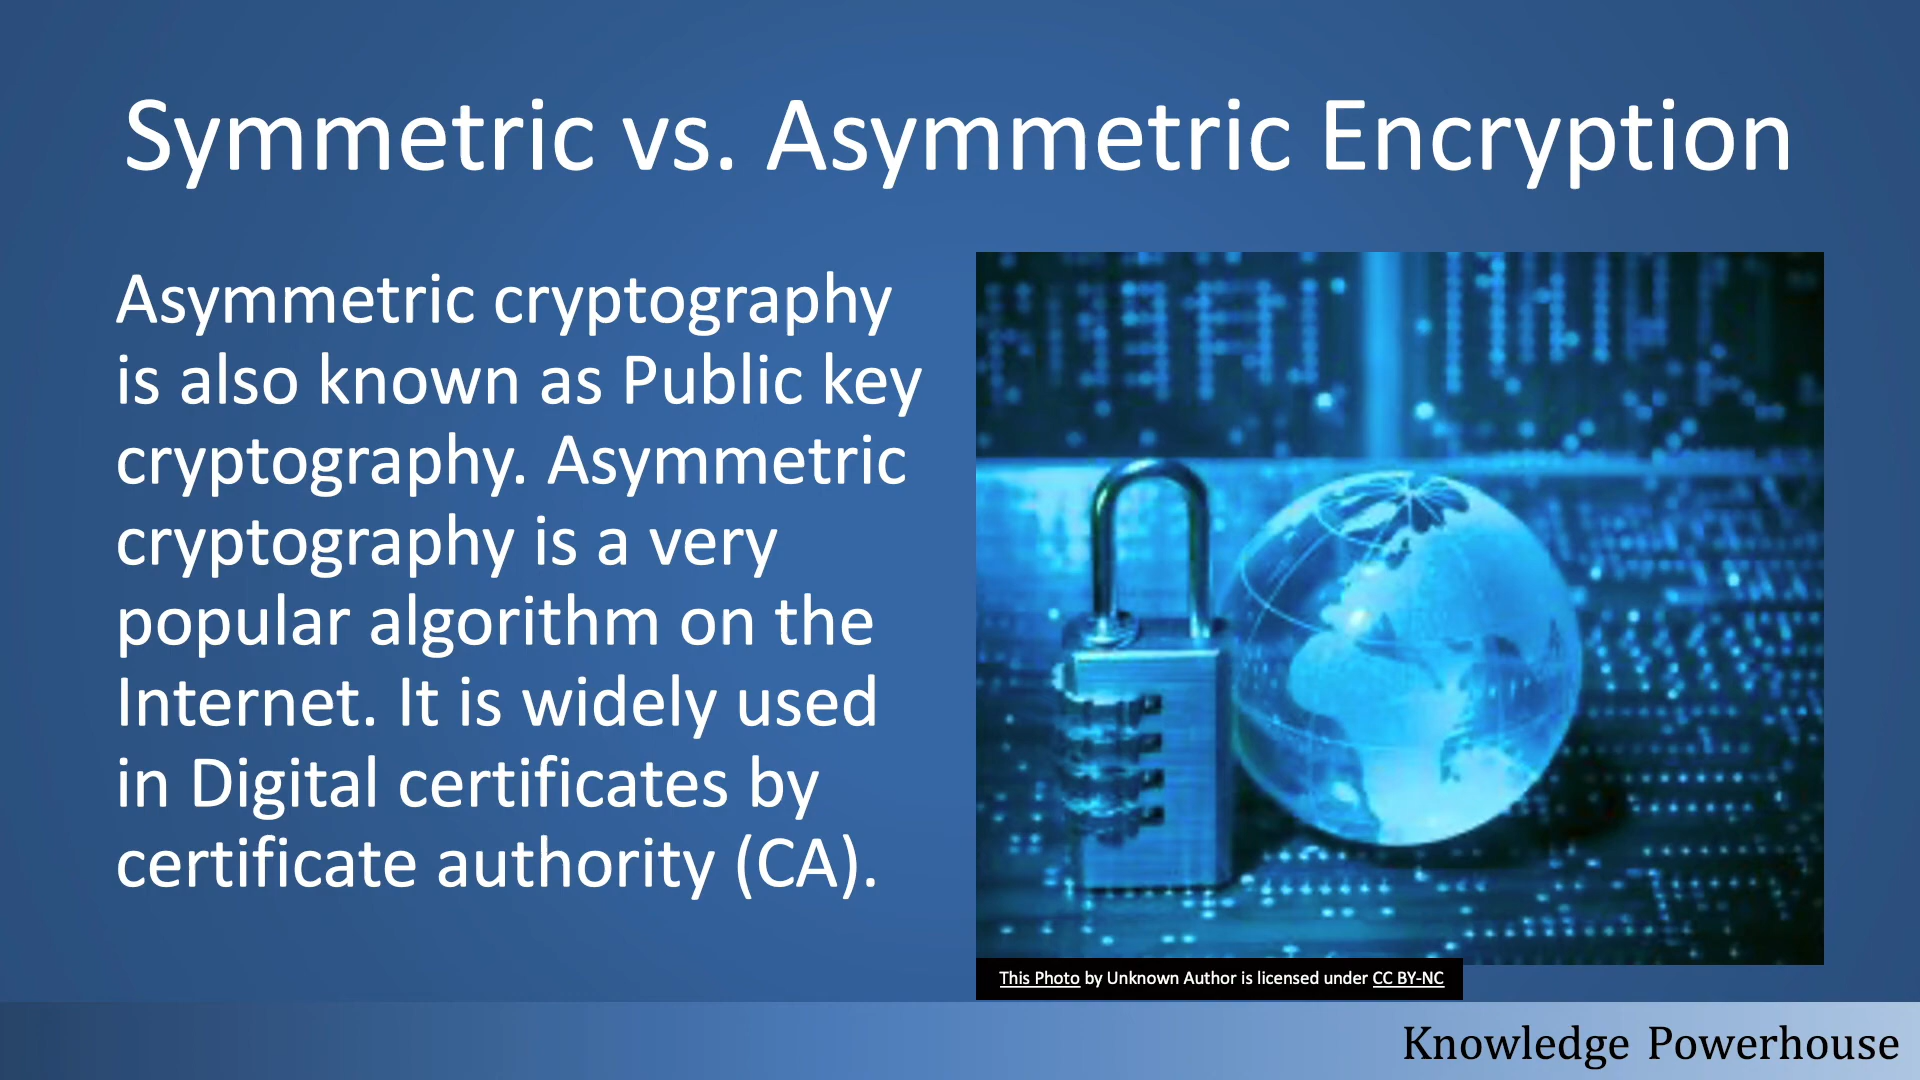 Symmetric vs. Asymmetric Encryption
Asymmetric cryptography
is also known as Public key
cryptography. Asymmetric
cryptography is a very
popular algorithm on the
Internet. It is widely used
in Digital certificates by
certificate authority (CA).
This Photo by Unknown Author is licensed under CC BY-NC
Knowledge Powerhouse